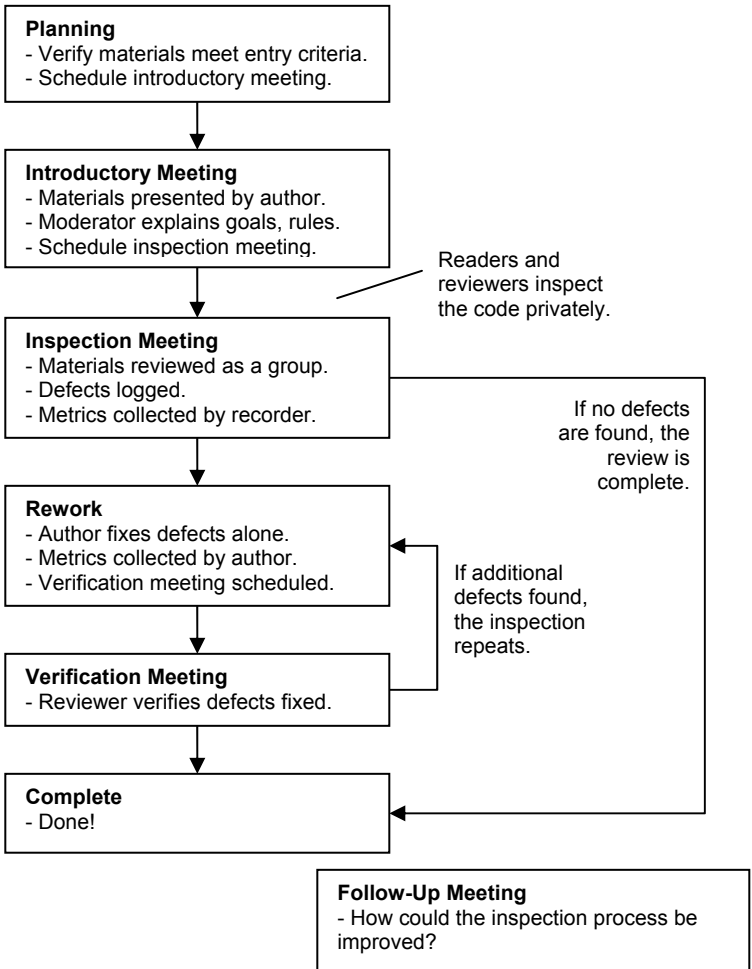 Planning
- Verify materials meet entry criteria.
- Schedule introductory meeting.
Introductory Meeting
- Materials presented by author.
- Moderator explains goals, rules.
- Schedule inspection meeting.
Readers and
reviewers inspect
the code privately.
Inspection Meeting
- Materials reviewed as a group.
- Defects logged.
- Metrics collected by recorder.
If no defects
are found, the
review is
complete.
Rework
- Author fixes defects alone.
- Metrics collected by author.
- Verification meeting scheduled.
If additional
defects found,
the inspection
repeats.
Verification Meeting
- Reviewer verifies defects fixed.
Complete
- Done!
Follow-Up Meeting
- How could the inspection process be
improved?